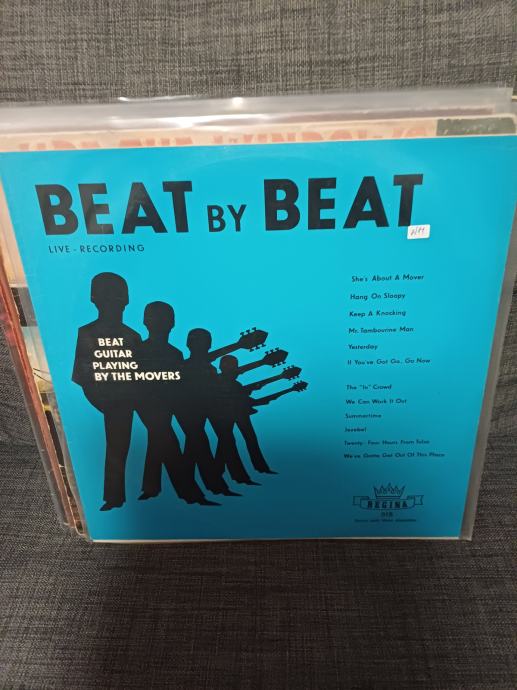 BEAT BY BEAT
LIVE - RECORDING
BEAT
GUITAR
PLAYING
BY THE MOVERS
She's About A Mover
Hang On Sloopy
Keep A Knocking
Mr. Tambourine Man
Yesterday
If You've Got Go, Go Now
The "In" Crowd
We Can Work It Out
Summertime
Jezebel
Twenty- Four Hours From Tulsa
We've Gotta Get Out Of This Place
REGINA